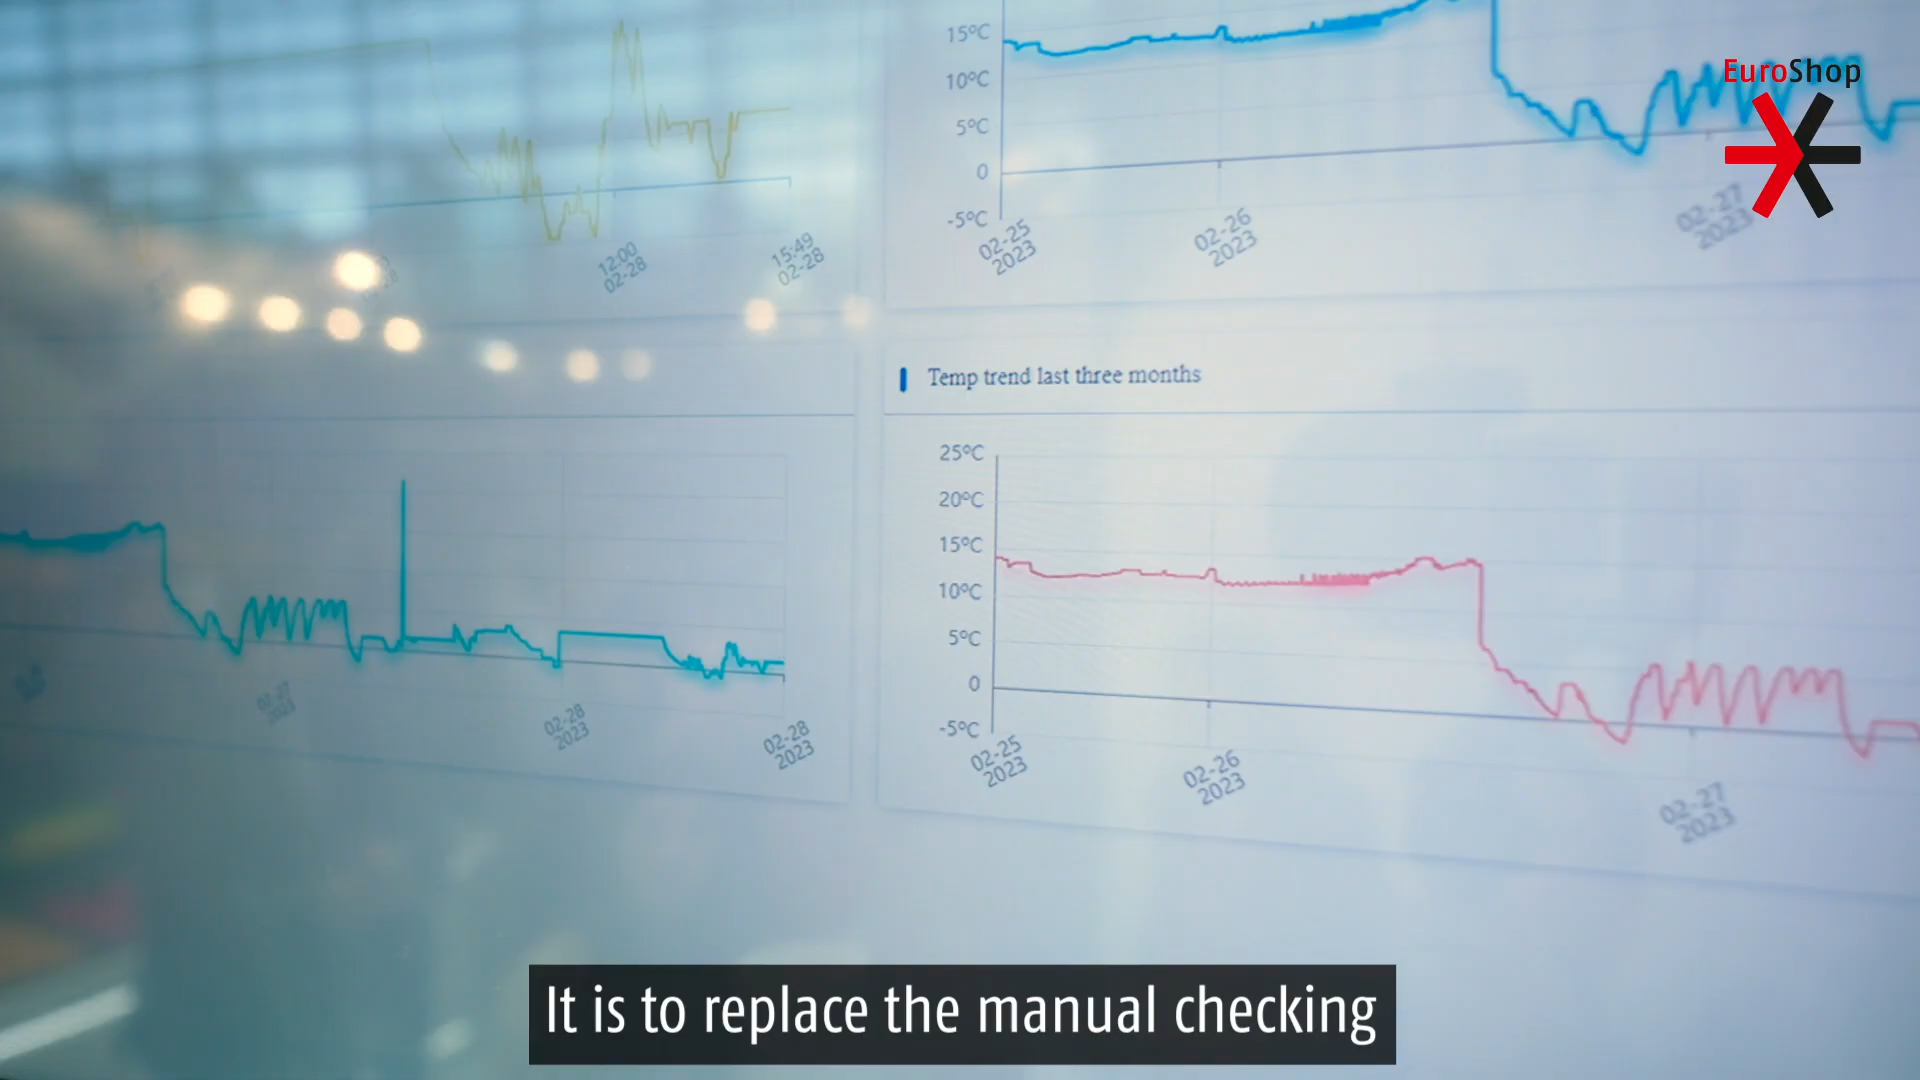 15°C
10°C
5°C
0
-5°C
02-25
2023
02-26
2023
02-27
2023
EuroShop
12:00
02-28
15:49
02-28
Temp trend last three months
02-27
2023
02-28
2023
02-28
2023
25°C
20°C
15°C
10°C
5°C
0
-5°C
02-25
2023
02-26
2023
02-27
2023
It is to replace the manual checking